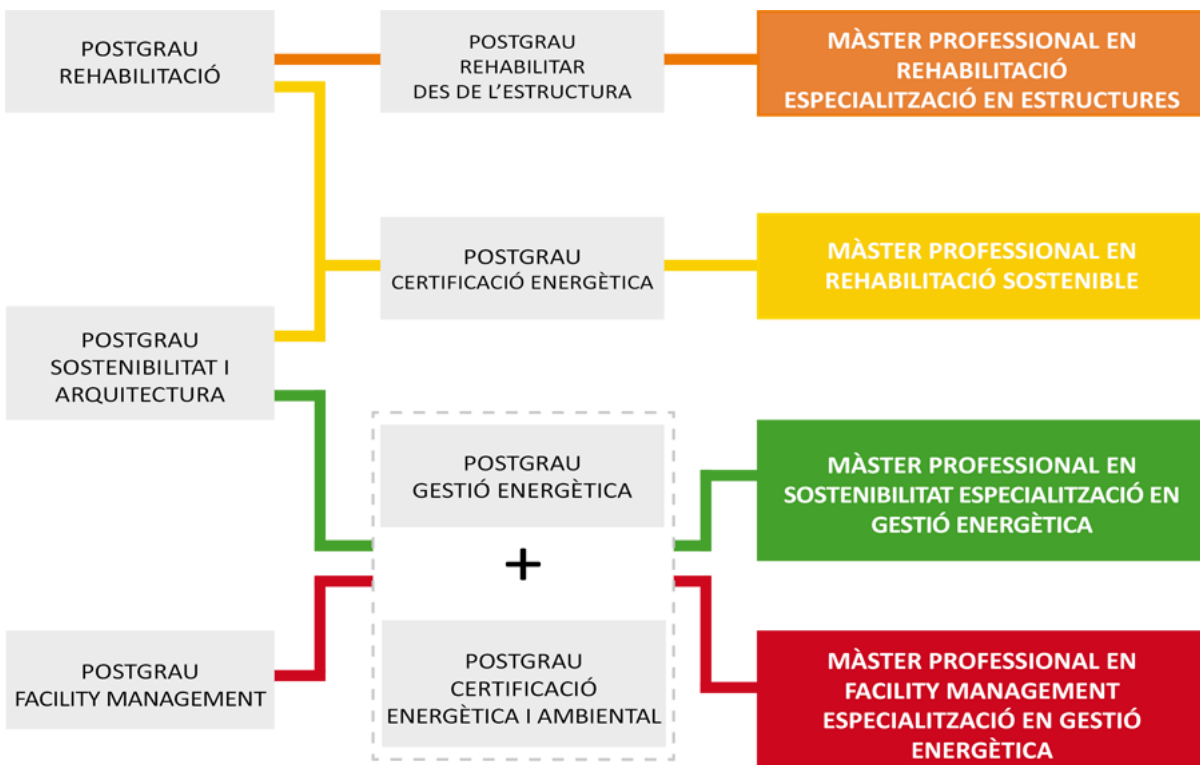 POSTGRAU
REHABILITACIÓ
POSTGRAU
REHABILITAR
DES DE L'ESTRUCTURA
MÀSTER PROFESSIONAL EN
REHABILITACIÓ
ESPECIALITZACIÓ EN ESTRUCTURES
POSTGRAU
CERTIFICACIÓ ENERGÈTICA
MÀSTER PROFESSIONAL EN
REHABILITACIÓ SOSTENIBLE
POSTGRAU
SOSTENIBILITAT I
ARQUITECTURA
POSTGRAU
GESTIÓ ENERGÈTICA
+
POSTGRAU
CERTIFICACIÓ
ENERGÈTICA I AMBIENTAL
MÀSTER PROFESSIONAL EN
SOSTENIBILITAT ESPECIALITZACIÓ EN
GESTIÓ ENERGÈTICA
POSTGRAU
FACILITY MANAGEMENT
MÀSTER PROFESSIONAL EN
FACILITY MANAGEMENT
ESPECIALITZACIÓ EN GESTIÓ
ENERGÈTICA